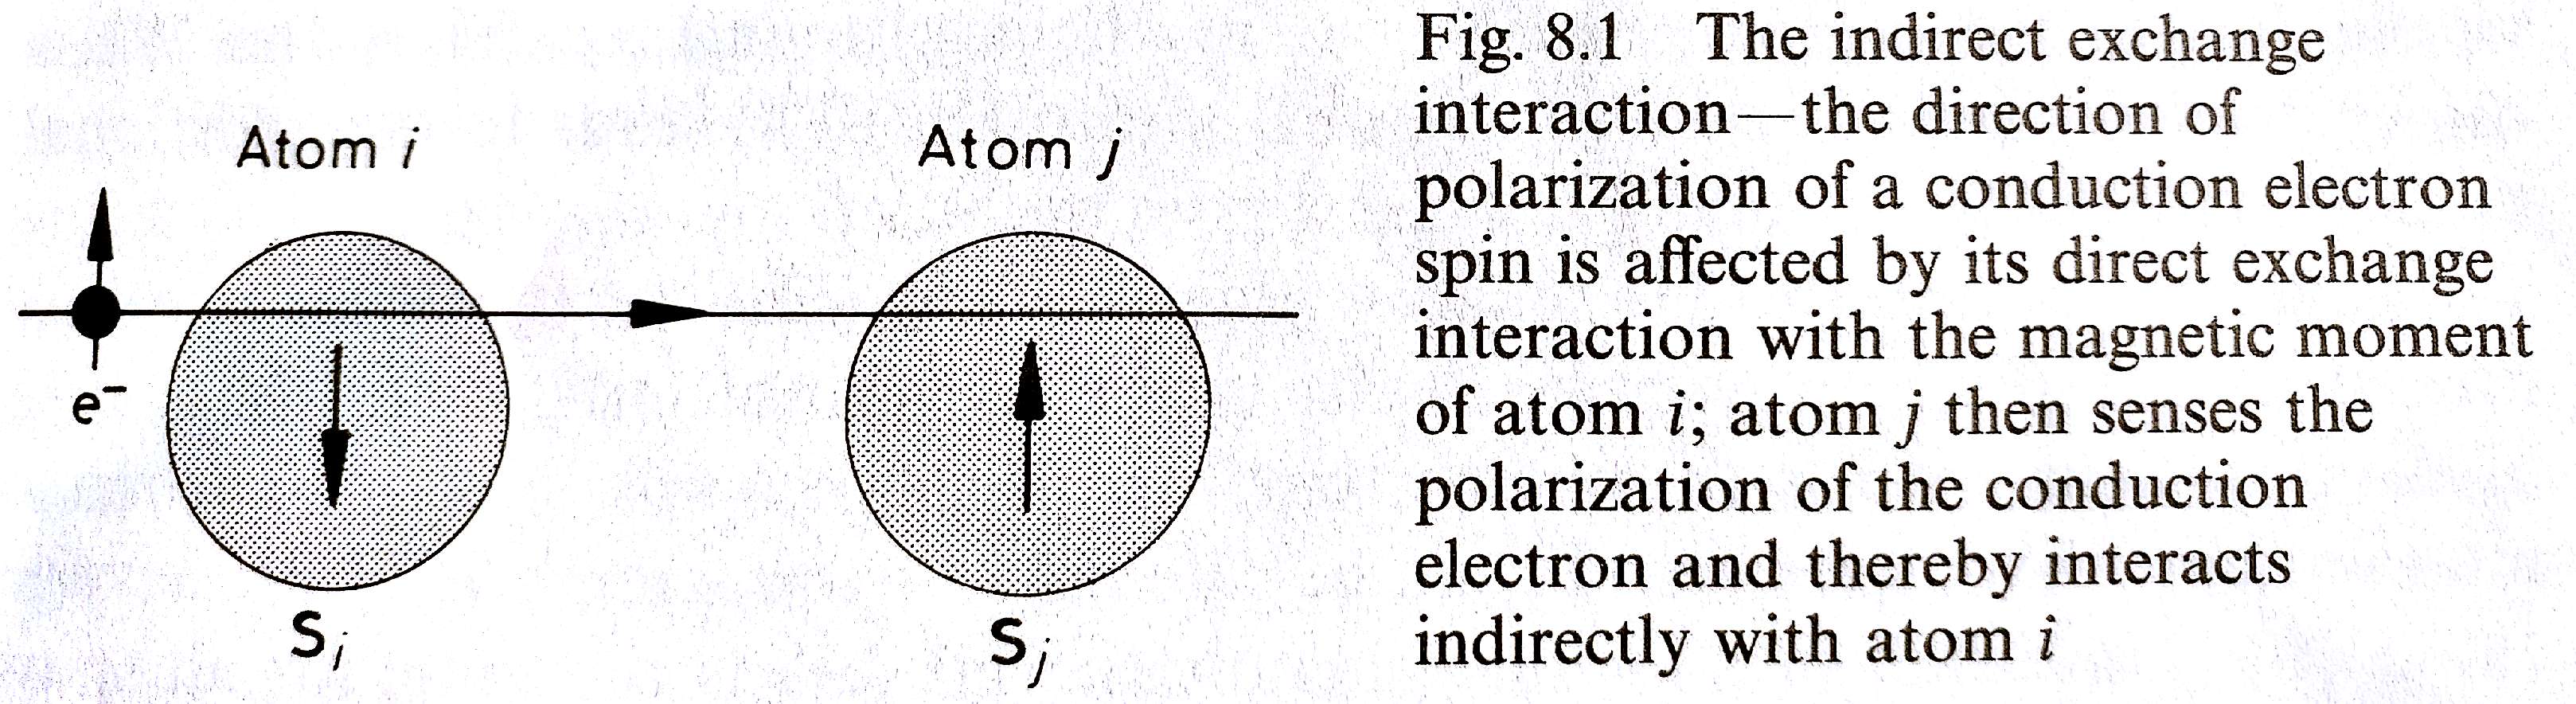 Atom i
Atom j
e⁻
Sᵢ
Sⱼ
Fig. 8.1 The indirect exchange
interaction—the direction of
polarization of a conduction electron
spin is affected by its direct exchange
interaction with the magnetic moment
of atom i; atom j then senses the
polarization of the conduction
electron and thereby interacts
indirectly with atom i